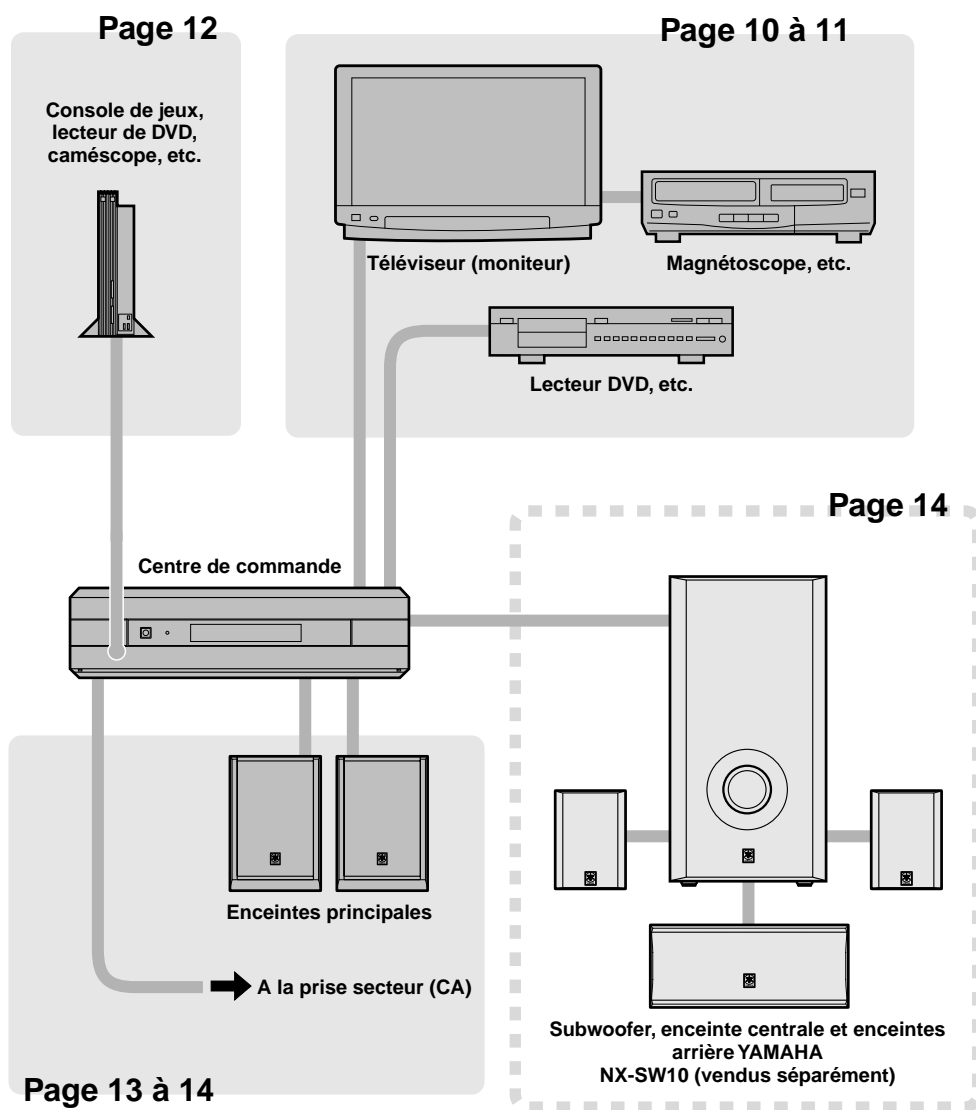 Page 12
Console de jeux,
lecteur de DVD,
caméscope, etc.
Page 10 à 11
Téléviseur (moniteur)
Magnétoscope, etc.
Lecteur DVD, etc.
Centre de commande
Page 14
Enceintes principales
A la prise secteur (CA)
Page 13 à 14
Subwoofer, enceinte centrale et enceintes
arrière YAMAHA
NX-SW10 (vendus séparément)